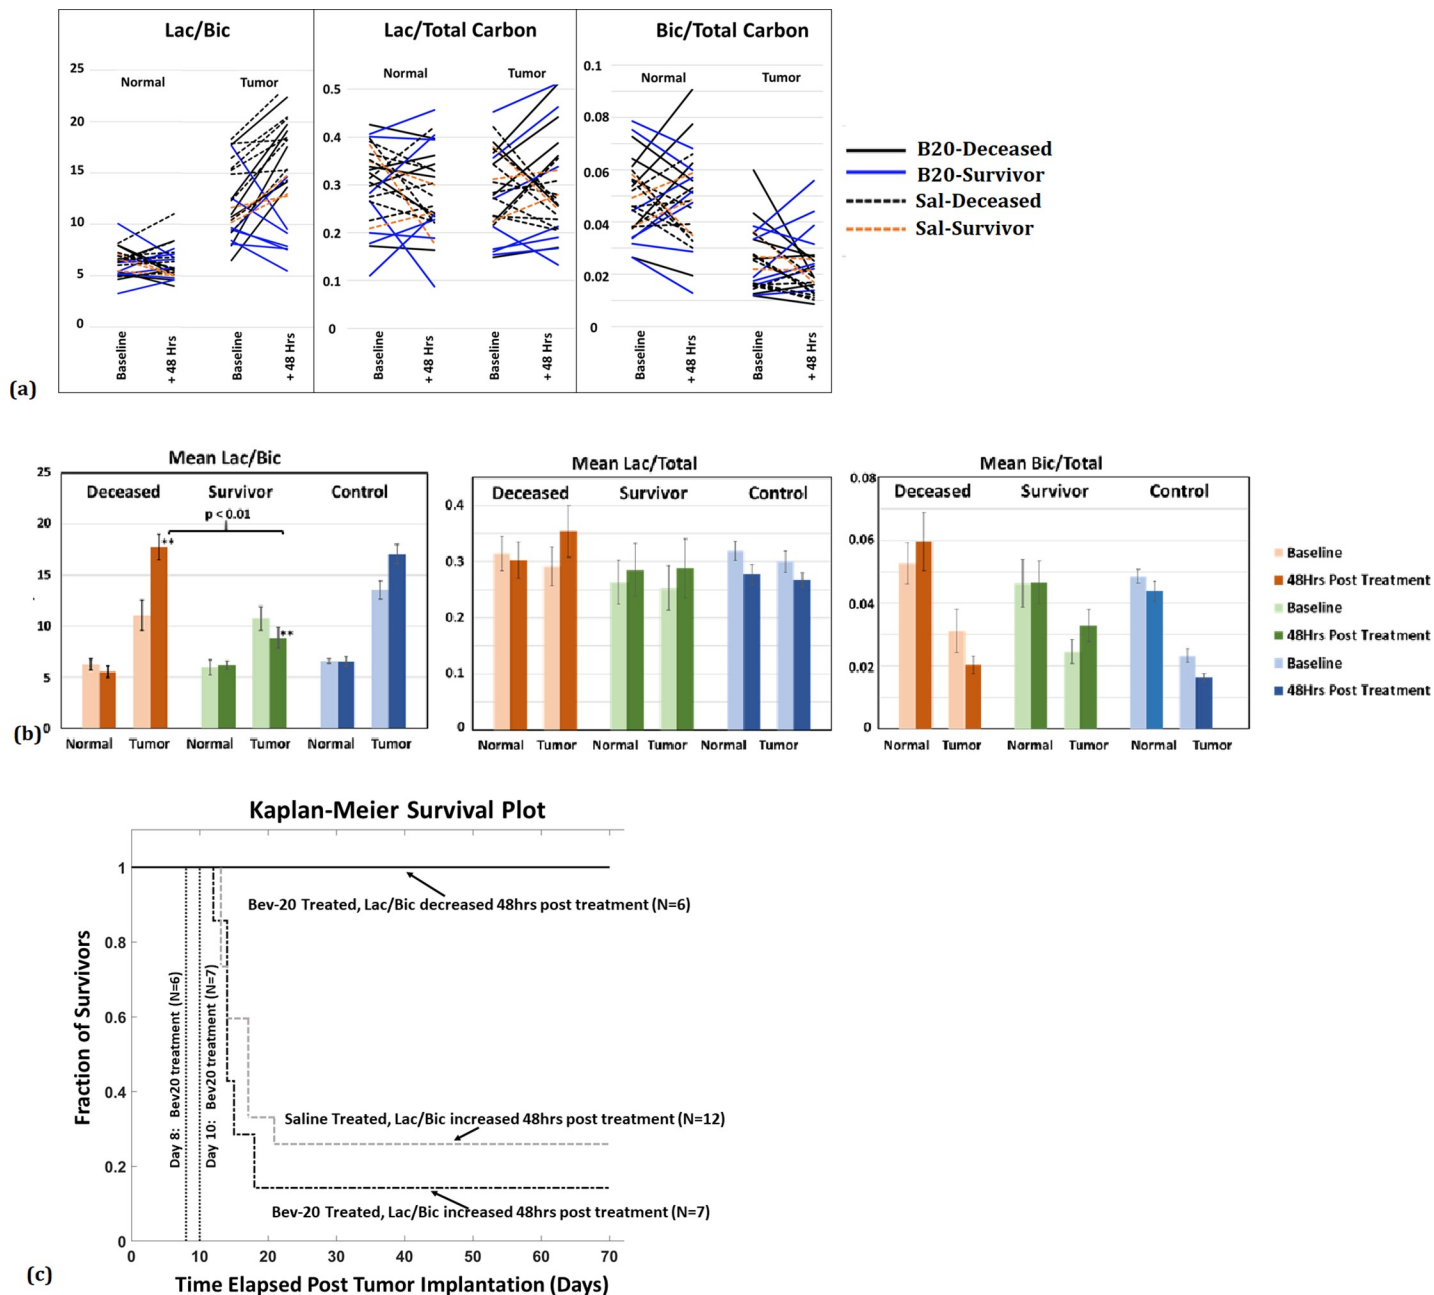 Lac/Bic
Lac/Total Carbon
Bic/Total Carbon
Normal
Tumor
Normal
Tumor
Normal
Tumor
25
20
15
10
5
0
0.5
0.4
0.3
0.2
0.1
0
0.1
0.08
0.06
0.04
0.02
0
Baseline
+ 48 Hrs
Baseline
+ 48 Hrs
Baseline
+ 48 Hrs
Baseline
+ 48 Hrs
Baseline
+ 48 Hrs
Baseline
+ 48 Hrs
B20-Deceased
B20-Survivor
Sal-Deceased
Sal-Survivor
(a)
Mean Lac/Bic
Deceased
Survivor
Control
p < 0.01
**
**
25
20
15
10
5
0
Normal
Tumor
Normal
Tumor
Normal
Tumor
Mean Lac/Total
Deceased
Survivor
Control
0.4
0.3
0.2
0.1
0
Normal
Tumor
Normal
Tumor
Normal
Tumor
Mean Bic/Total
Deceased
Survivor
Control
0.08
0.06
0.04
0.02
0
Normal
Tumor
Normal
Tumor
Normal
Tumor
Baseline
48Hrs Post Treatment
Baseline
48Hrs Post Treatment
Baseline
48Hrs Post Treatment
(b)
Kaplan-Meier Survival Plot
Fraction of Survivors
1
0.8
0.6
0.4
0.2
0
Day 8: Bev20 treatment (N=6)
Day 10: Bev20 treatment (N=7)
Bev-20 Treated, Lac/Bic decreased 48hrs post treatment (N=6)
Saline Treated, Lac/Bic increased 48hrs post treatment (N=12)
Bev-20 Treated, Lac/Bic increased 48hrs post treatment (N=7)
0
10
20
30
40
50
60
70
Time Elapsed Post Tumor Implantation (Days)
(c)